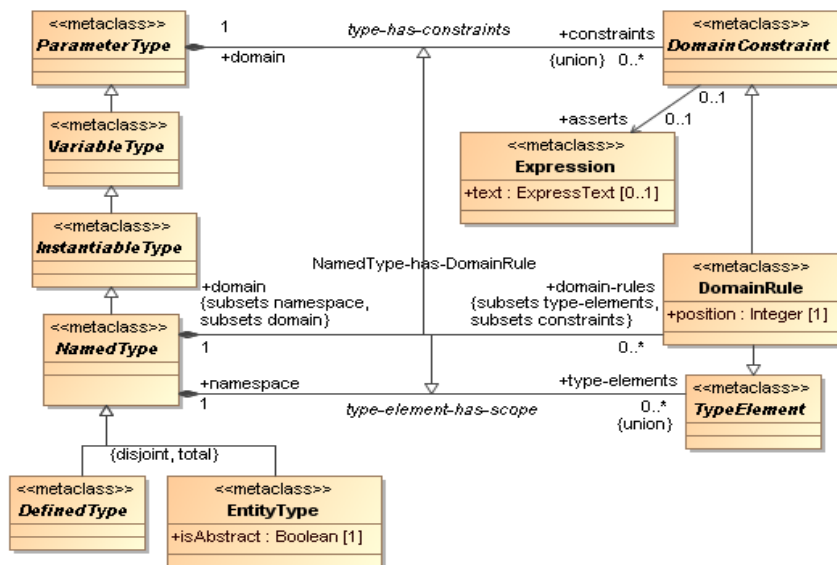 <<metaclass>>
ParameterType
1
+domain
type-has-constraints
+constraints
{union} 0..*
<<metaclass>>
DomainConstraint
0..1
+asserts
0..1
<<metaclass>>
VariableType
<<metaclass>>
Expression
+text : ExpressText [0..1]
<<metaclass>>
InstantiableType
NamedType-has-DomainRule
+domain
{subsets namespace,
subsets domain}
1
+domain-rules
{subsets type-elements,
subsets constraints}
0..*
<<metaclass>>
DomainRule
+position : Integer [1]
<<metaclass>>
NamedType
+namespace
1
type-element-has-scope
+type-elements
0..*
{union}
<<metaclass>>
TypeElement
{disjoint, total}
<<metaclass>>
DefinedType
<<metaclass>>
EntityType
+isAbstract : Boolean [1]